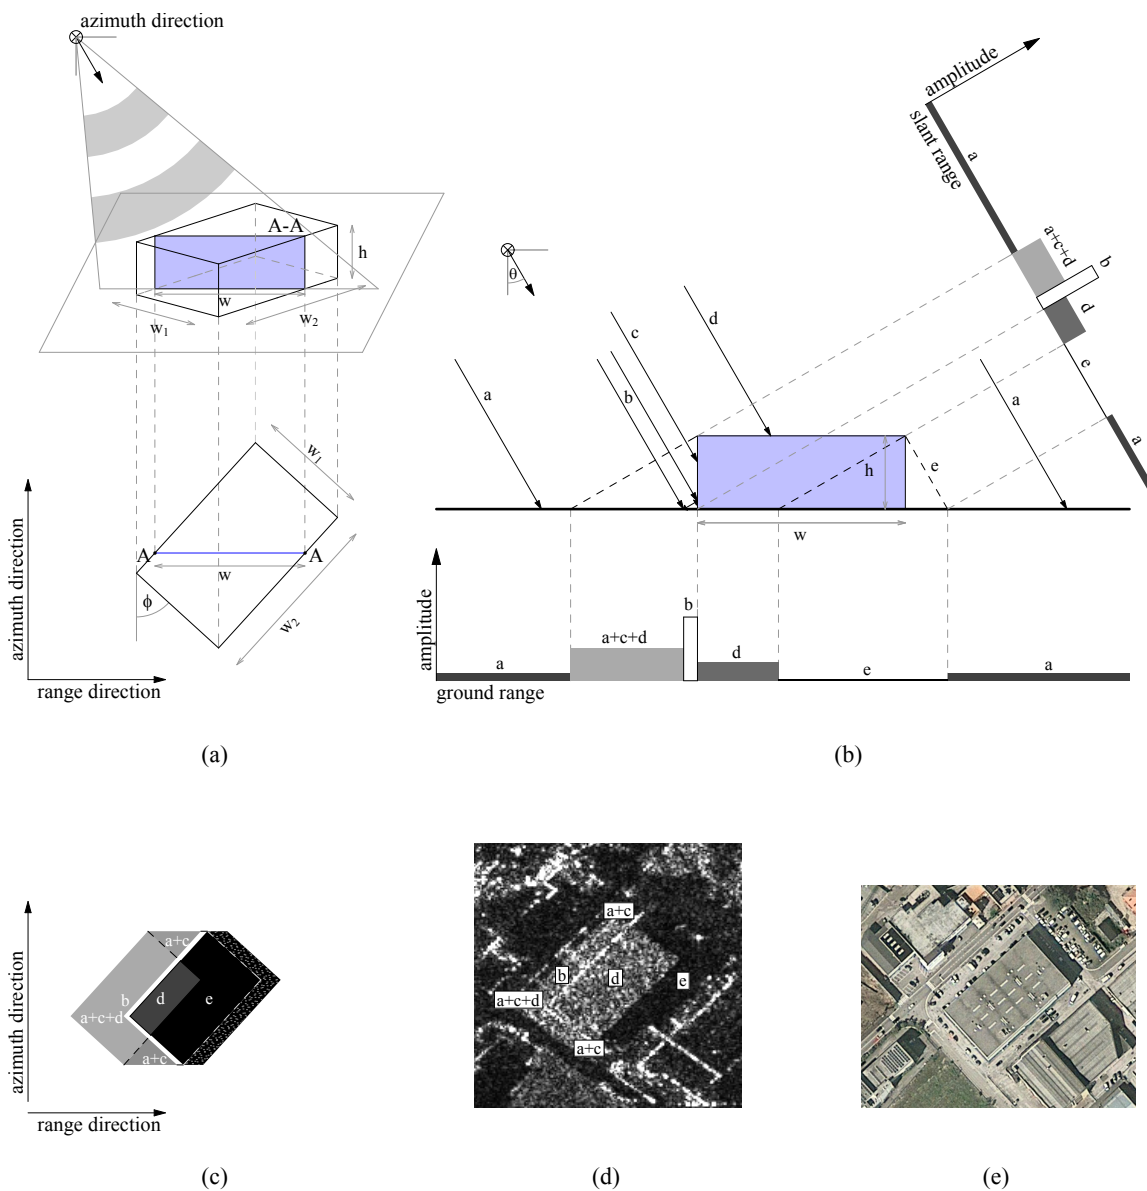 azimuth direction
A-A
h
w
w1
w2
w1
A
A
w
ϕ
w2
azimuth direction
range direction
(a)
amplitude
slant range
a
a+c+d
b
d
e
a
θ
d
c
b
a
a
h
e
w
amplitude
b
a+c+d
d
a
e
a
ground range
(b)
azimuth direction
a+c
b
d
e
a+c+d
a+c
range direction
(c)
a+c
b
d
e
a+c+d
a+c
(d)
(e)